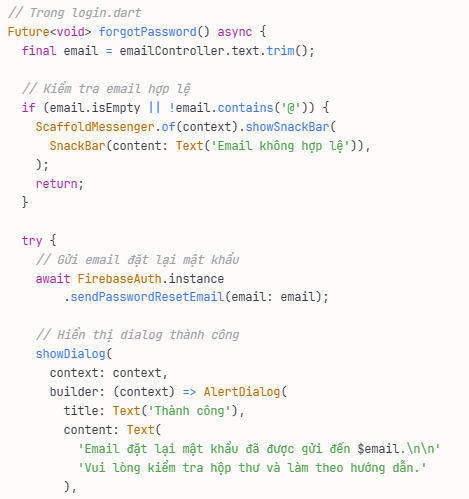 // Trong login.dart
Future<void> forgotPassword() async {
  final email = emailController.text.trim();

  // Kiểm tra email hợp lệ
  if (email.isEmpty || !email.contains('@')) {
    ScaffoldMessenger.of(context).showSnackBar(
      SnackBar(content: Text('Email không hợp lệ')),
    );
    return;
  }

  try {
    // Gửi email đặt lại mật khẩu
    await FirebaseAuth.instance
        .sendPasswordResetEmail(email: email);

    // Hiển thị dialog thành công
    showDialog(
      context: context,
      builder: (context) => AlertDialog(
        title: Text('Thành công'),
        content: Text(
          'Email đặt lại mật khẩu đã được gửi đến $email.\n\n'
          'Vui lòng kiểm tra hộp thư và làm theo hướng dẫn.'
        ),